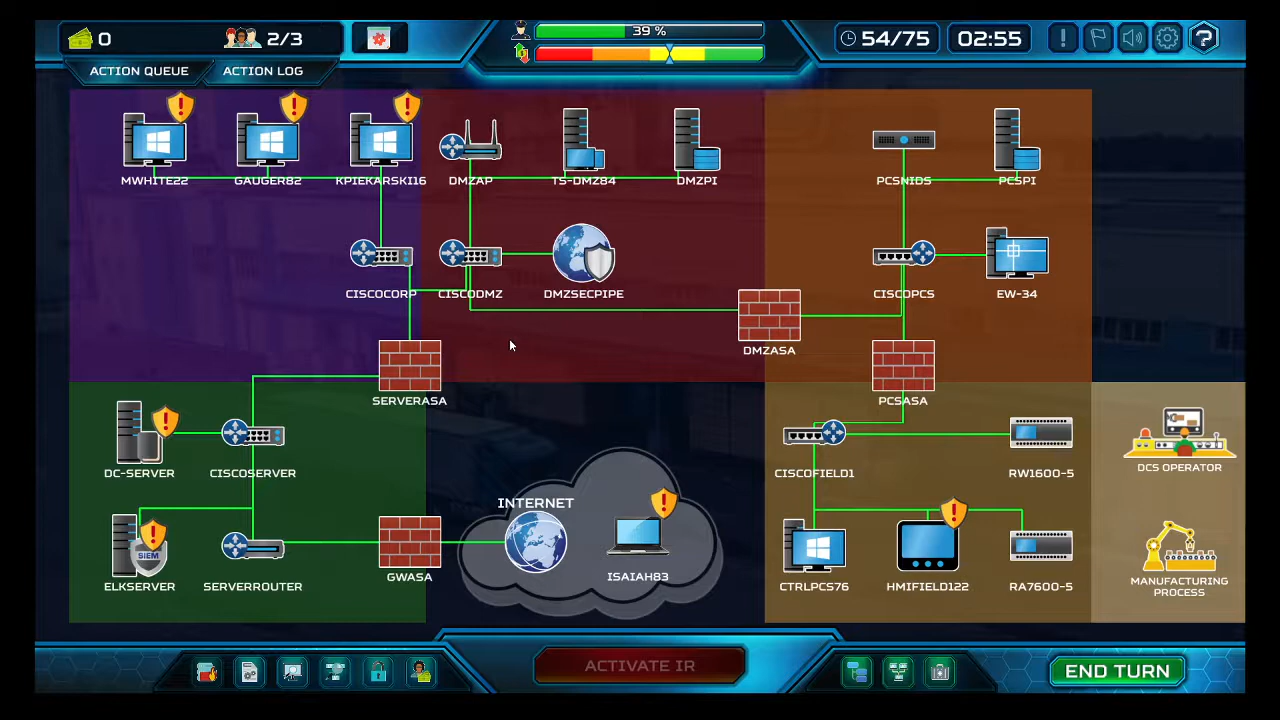 0
2/3
39 %
54/75
02:55
ACTION QUEUE
ACTION LOG
MWHITE22
GAUGER82
KPIEKARSKI16
DMZAP
TS-DMZ84
DMZPI
PCSNIDS
PCSPI
CISCOCORP
CISCODMZ
DMZSECPIPE
CISCOPCS
EW-34
DMZASA
SERVERASA
PCSASA
DC-SERVER
CISCOSERVER
CISCOFIELD1
RW1600-5
DCS OPERATOR
INTERNET
SIEM
ELKSERVER
SERVERROUTER
GWASA
ISAIAH83
CTRLPCS76
HMIFIELD122
RA7600-5
MANUFACTURING
PROCESS
ACTIVATE IR
END TURN